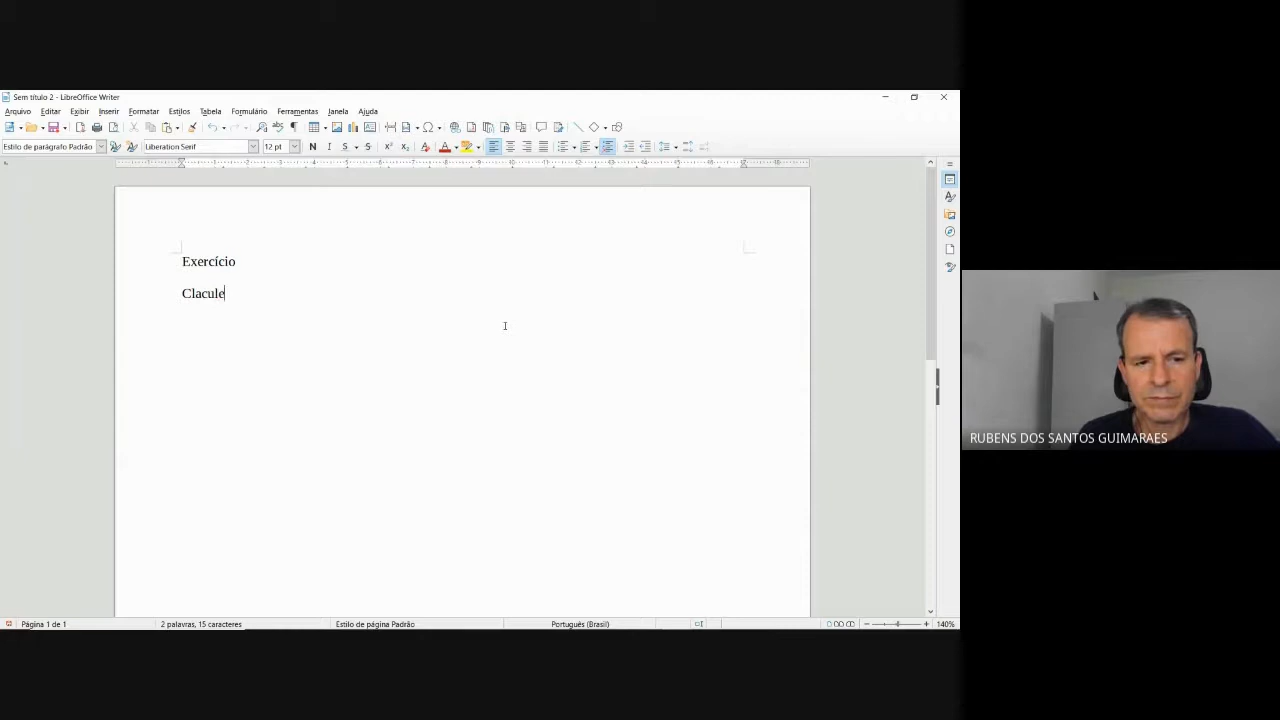 Sem título 2 - LibreOffice Writer
Arquivo Editar Exibir Inserir Formatar Estilos Tabela Formulário Ferramentas Janela Ajuda
Estilo de parágrafo Padrão Liberation Serif 12 pt N I S S
Exercício
Clacule
RUBENS DOS SANTOS GUIMARAES
Página 1 de 1 2 palavras, 15 caracteres Estilo de página Padrão Português (Brasil) 140%